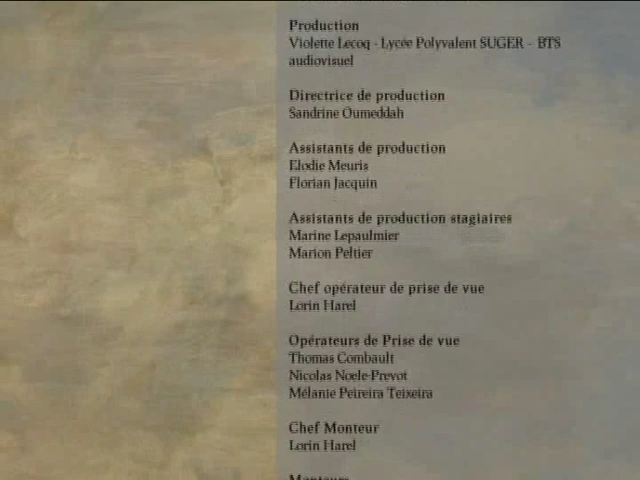 Production
Violette Lecoq - Lycée Polyvalent SUGER - BTS
audiovisuel
Directrice de production
Sandrine Oumeddah
Assistants de production
Elodie Meuris
Florian Jacquin
Assistants de production stagiaires
Marine Lepaulmier
Marion Peltier
Chef opérateur de prise de vue
Lorin Harel
Opérateurs de Prise de vue
Thomas Combault
Nicolas Noele-Prevot
Mélanie Peireira Teixeira
Chef Monteur
Lorin Harel